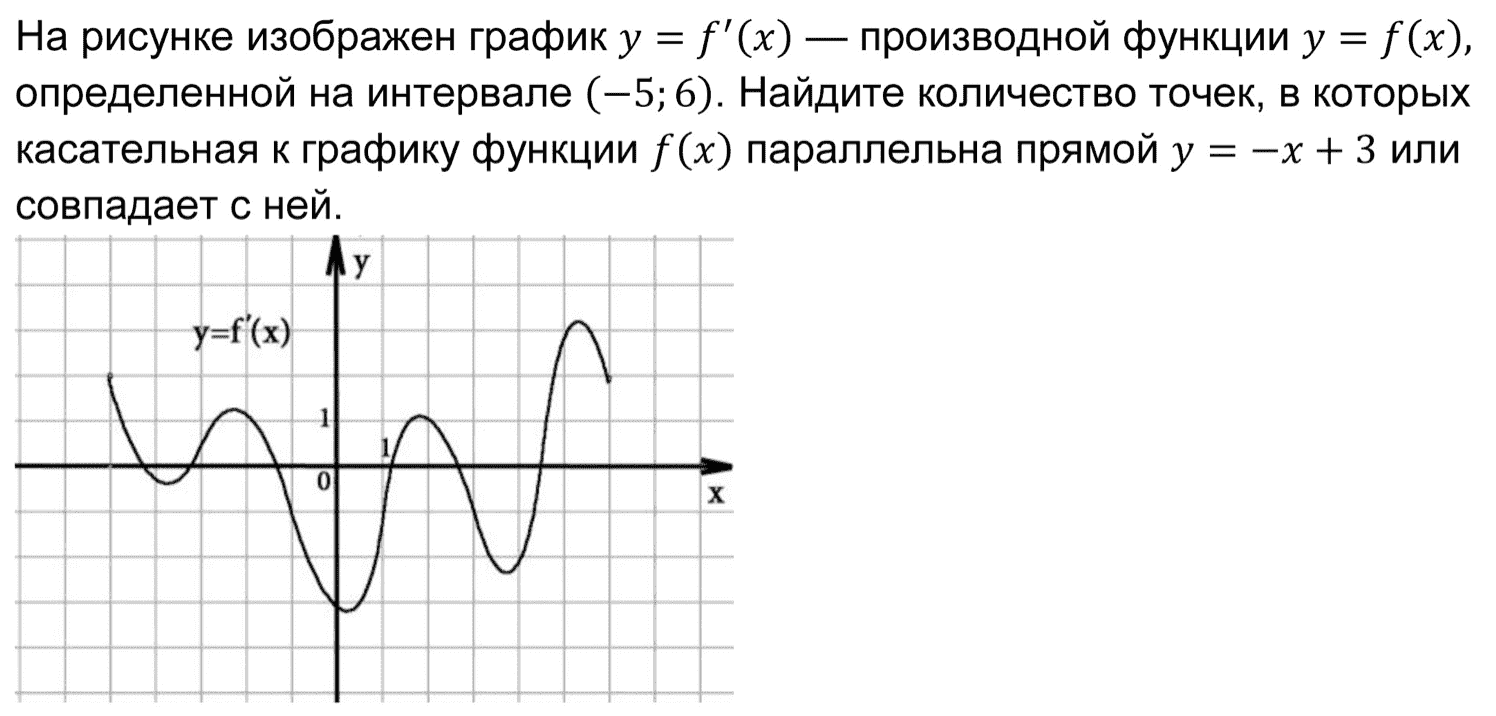 На рисунке изображен график y = f′(x) — производной функции y = f(x),
определенной на интервале (−5; 6). Найдите количество точек, в которых
касательная к графику функции f(x) параллельна прямой y = −x + 3 или
совпадает с ней.
y
y=f′(x)
1
1
0
x